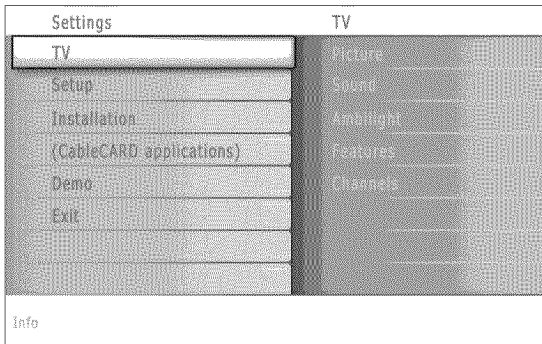 Settings
TV
TV
Setup
Installation
(CableCARD applications)
Demo
Exit
Picture
Sound
Ambilight
Features
Channels
Info